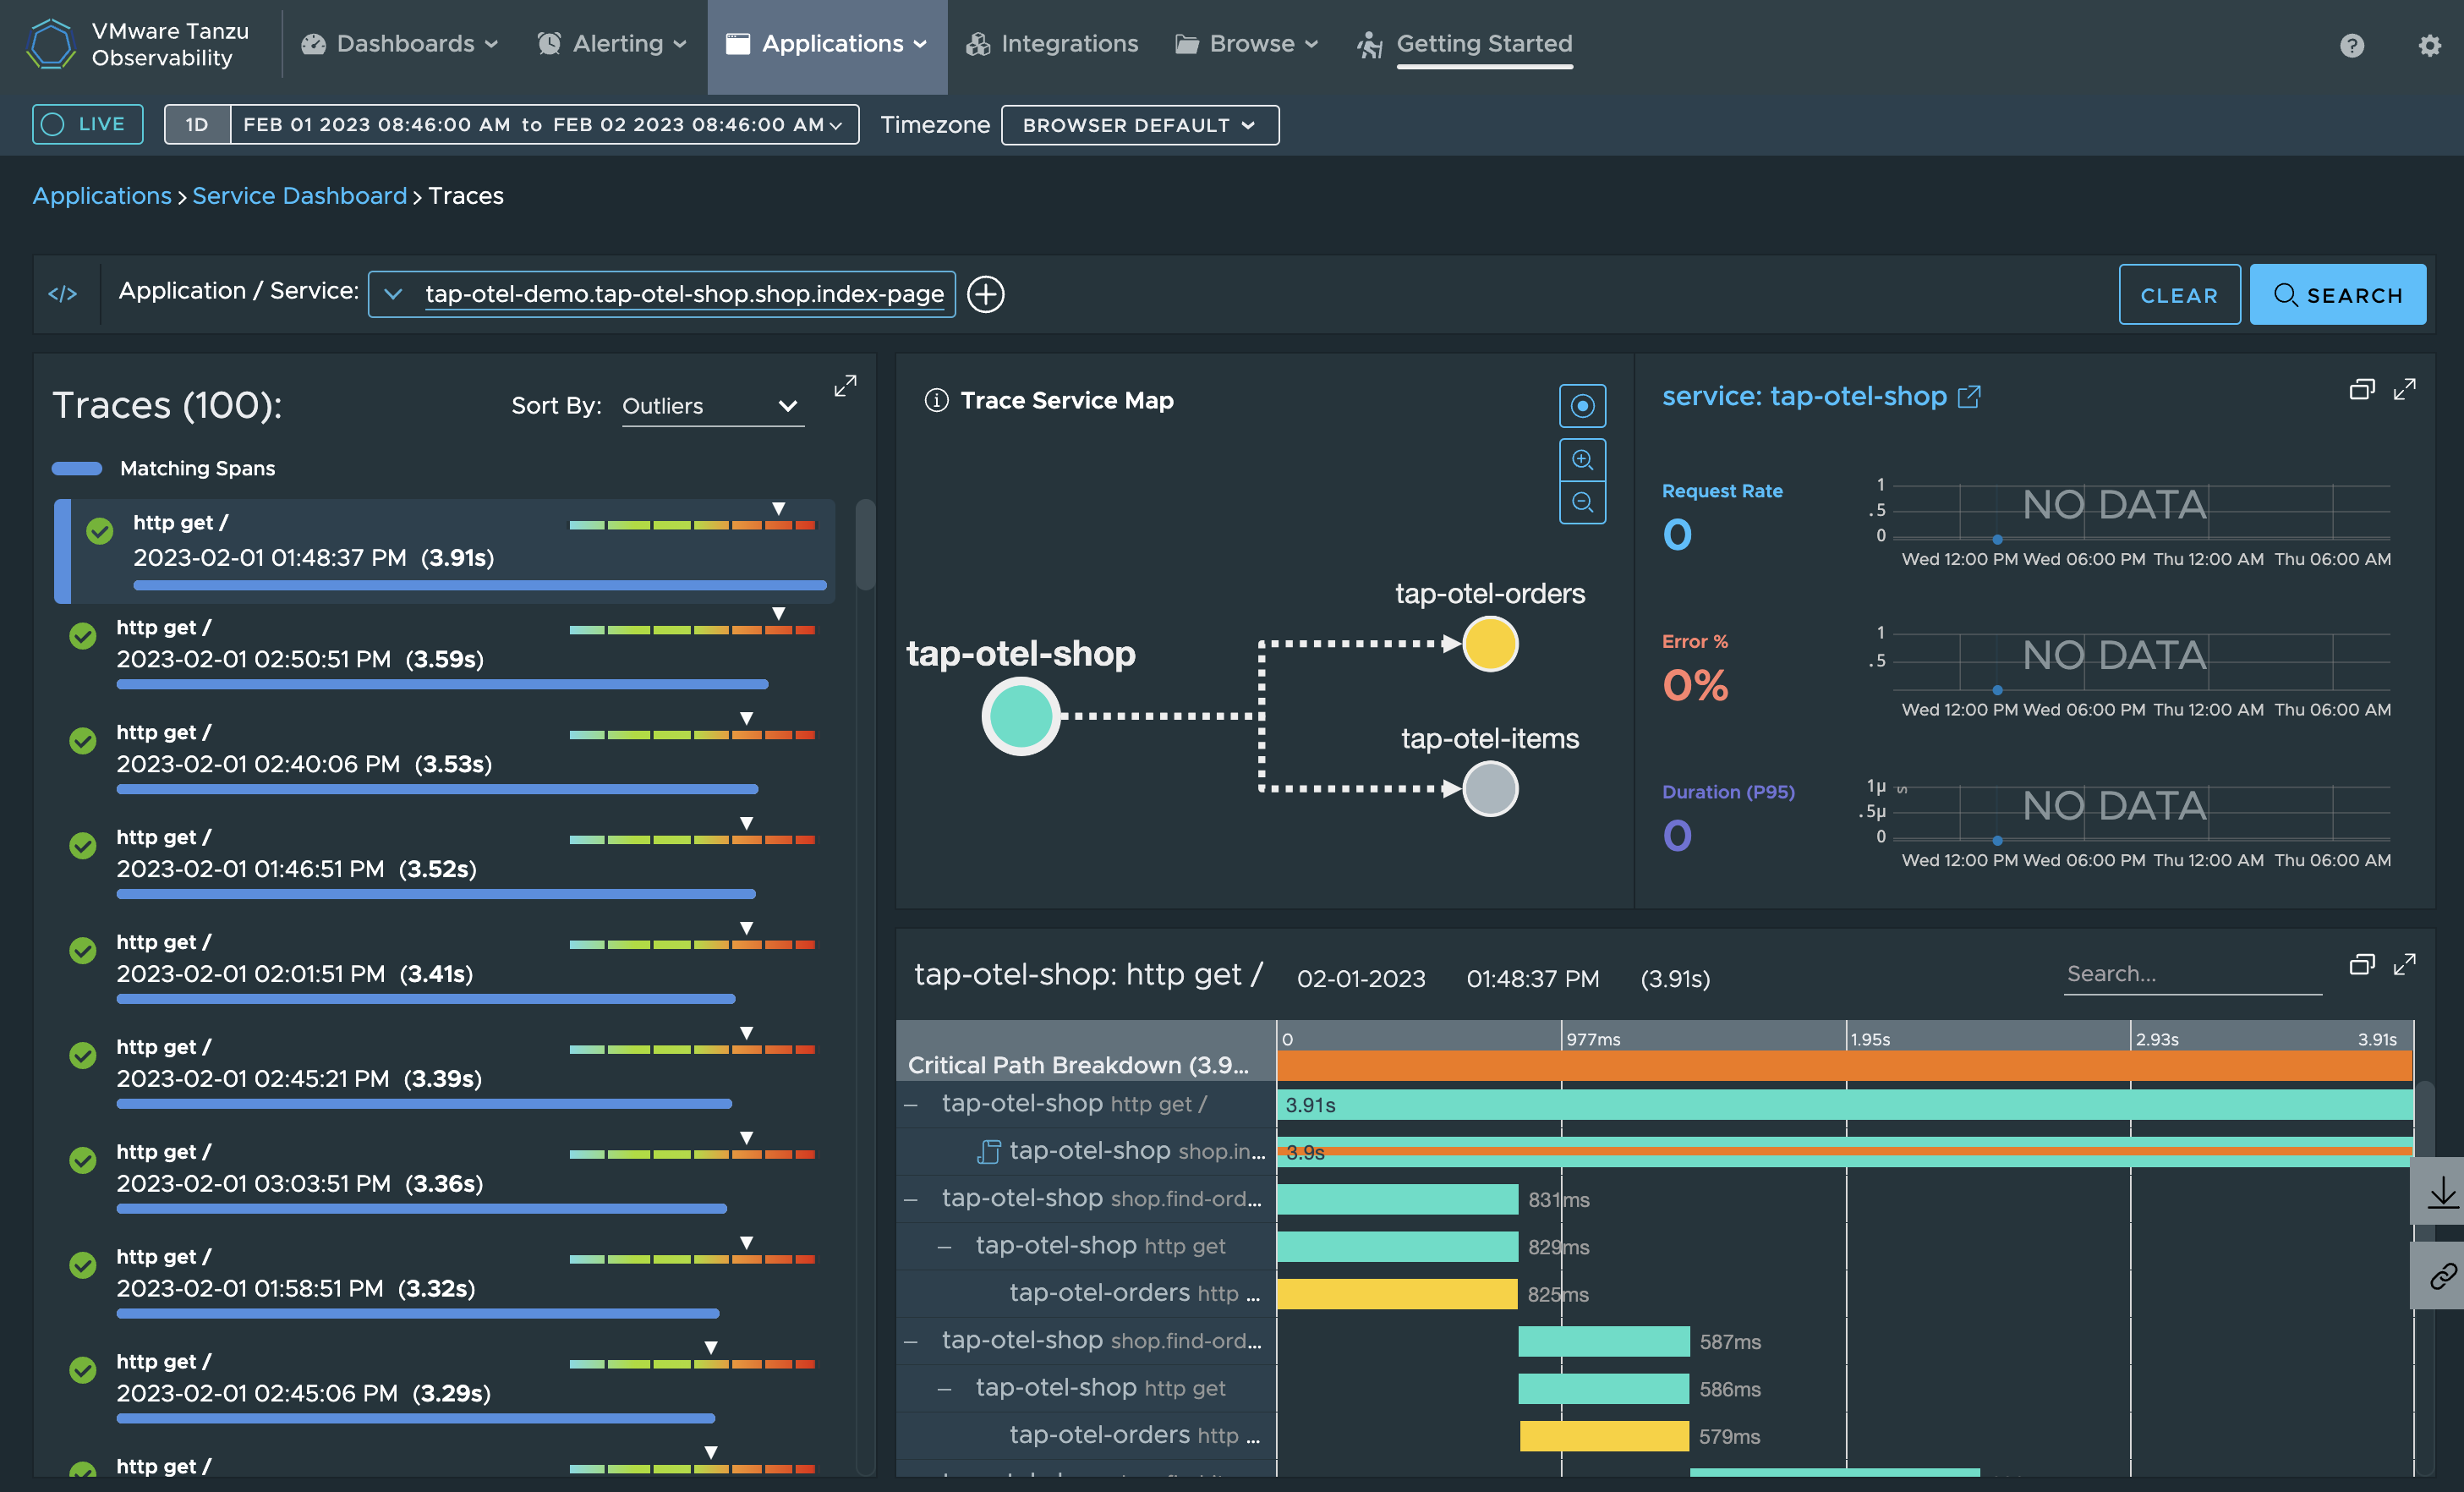 VMware Tanzu
Observability
Dashboards
Alerting
Applications
Integrations
Browse
Getting Started
?
LIVE
1D
FEB 01 2023 08:46:00 AM to FEB 02 2023 08:46:00 AM
Timezone
BROWSER DEFAULT
Applications > Service Dashboard > Traces
</>
Application / Service:
tap-otel-demo.tap-otel-shop.shop.index-page
CLEAR
SEARCH
Traces (100):
Sort By:
Outliers
Matching Spans
http get /
2023-02-01 01:48:37 PM (3.91s)
http get /
2023-02-01 02:50:51 PM (3.59s)
http get /
2023-02-01 02:40:06 PM (3.53s)
http get /
2023-02-01 01:46:51 PM (3.52s)
http get /
2023-02-01 02:01:51 PM (3.41s)
http get /
2023-02-01 02:45:21 PM (3.39s)
http get /
2023-02-01 03:03:51 PM (3.36s)
http get /
2023-02-01 01:58:51 PM (3.32s)
http get /
2023-02-01 02:45:06 PM (3.29s)
http get /
Trace Service Map
tap-otel-shop
tap-otel-orders
tap-otel-items
service: tap-otel-shop
Request Rate
0
1
.5
0
NO DATA
Wed 12:00 PM Wed 06:00 PM Thu 12:00 AM Thu 06:00 AM
Error %
0%
1
.5
NO DATA
Wed 12:00 PM Wed 06:00 PM Thu 12:00 AM Thu 06:00 AM
Duration (P95)
0
1µs
.5µ
0
NO DATA
Wed 12:00 PM Wed 06:00 PM Thu 12:00 AM Thu 06:00 AM
tap-otel-shop: http get / 02-01-2023 01:48:37 PM (3.91s)
Search...
0 977ms 1.95s 2.93s 3.91s
Critical Path Breakdown (3.9...
tap-otel-shop http get / 3.91s
tap-otel-shop shop.in... 3.9s
tap-otel-shop shop.find-ord... 831ms
tap-otel-shop http get 829ms
tap-otel-orders http ... 825ms
tap-otel-shop shop.find-ord... 587ms
tap-otel-shop http get 586ms
tap-otel-orders http ... 579ms